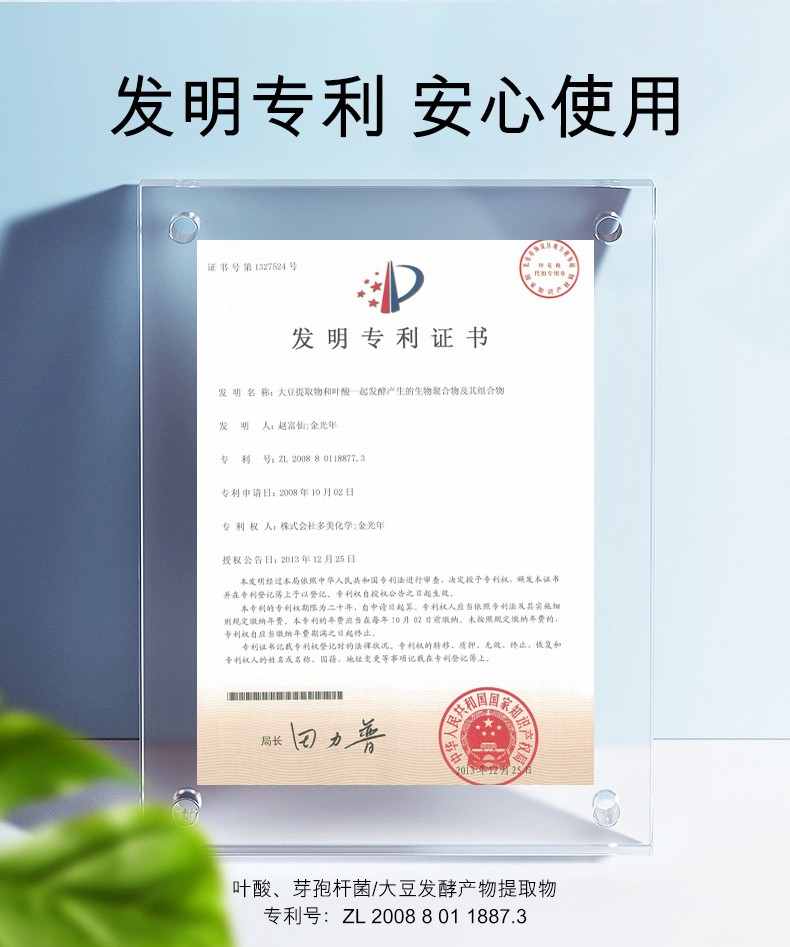 发明专利 安心使用
证书号第1327524号
发明专利证书
发 明 名 称：大豆提取物和叶酸一起发酵产生的生物聚合物及其组合物
发 明 人：赵富仙;金光年
专 利 号：ZL 2008 8 0118877.3
专利申请日：2008年10月02日
专 利 权 人：株式会社多美化学;金光年
授权公告日：2013年12月25日
本发明经过本局依照中华人民共和国专利法进行审查，决定授予专利权，颁发本证书
并在专利登记簿上予以登记。专利权自授权公告之日起生效。
本专利的专利权期限为二十年，自申请日起算。专利权人应当依照专利法及其实施细
则规定缴纳年费。本专利的年费应当在每年10月02日前缴纳。未按照规定缴纳年费的，
专利权自应当缴纳年费期满之日起终止。
专利证书记载专利权登记时的法律状况。专利权的转移、质押、无效、终止、恢复和
专利权人的姓名或名称、国籍、地址变更等事项记载在专利登记簿上。
局长 田力普
中华人民共和国国家知识产权局
2013年12月25日
叶酸、芽孢杆菌/大豆发酵产物提取物
专利号：ZL 2008 8 01 1887.3